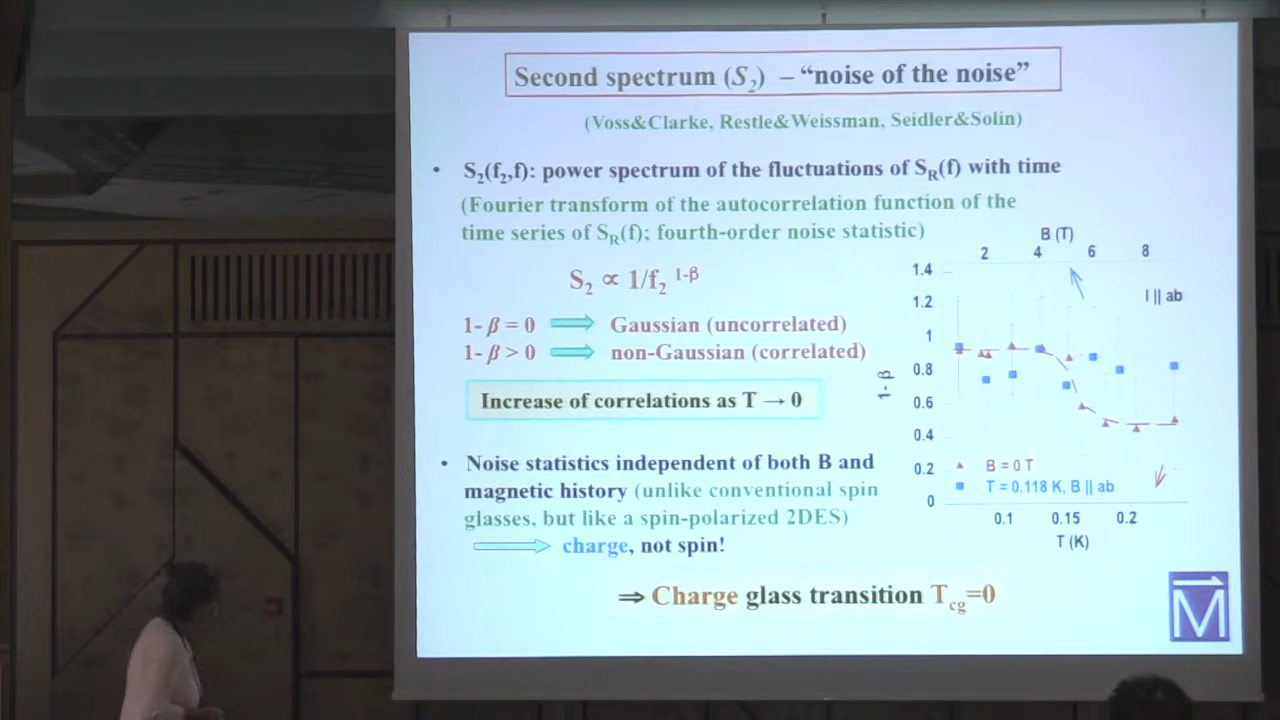 Second spectrum (S2) – “noise of the noise”
(Voss&Clarke, Restle&Weissman, Seidler&Solin)
• S2(f2,f): power spectrum of the fluctuations of SR(f) with time
(Fourier transform of the autocorrelation function of the
time series of SR(f); fourth-order noise statistic)
S2 ∝ 1/f2 1-β
1- β = 0 ⟹ Gaussian (uncorrelated)
1- β > 0 ⟹ non-Gaussian (correlated)
Increase of correlations as T → 0
• Noise statistics independent of both B and
magnetic history (unlike conventional spin
glasses, but like a spin-polarized 2DES)
charge, not spin!
⇒ Charge glass transition Tcg=0
B (T)
2 4 6 8
1.4
1.2
1
0.8
0.6
0.4
0.2
0
1- β
I || ab
B = 0 T
T = 0.118 K, B || ab
0.1 0.15 0.2
T (K)
M